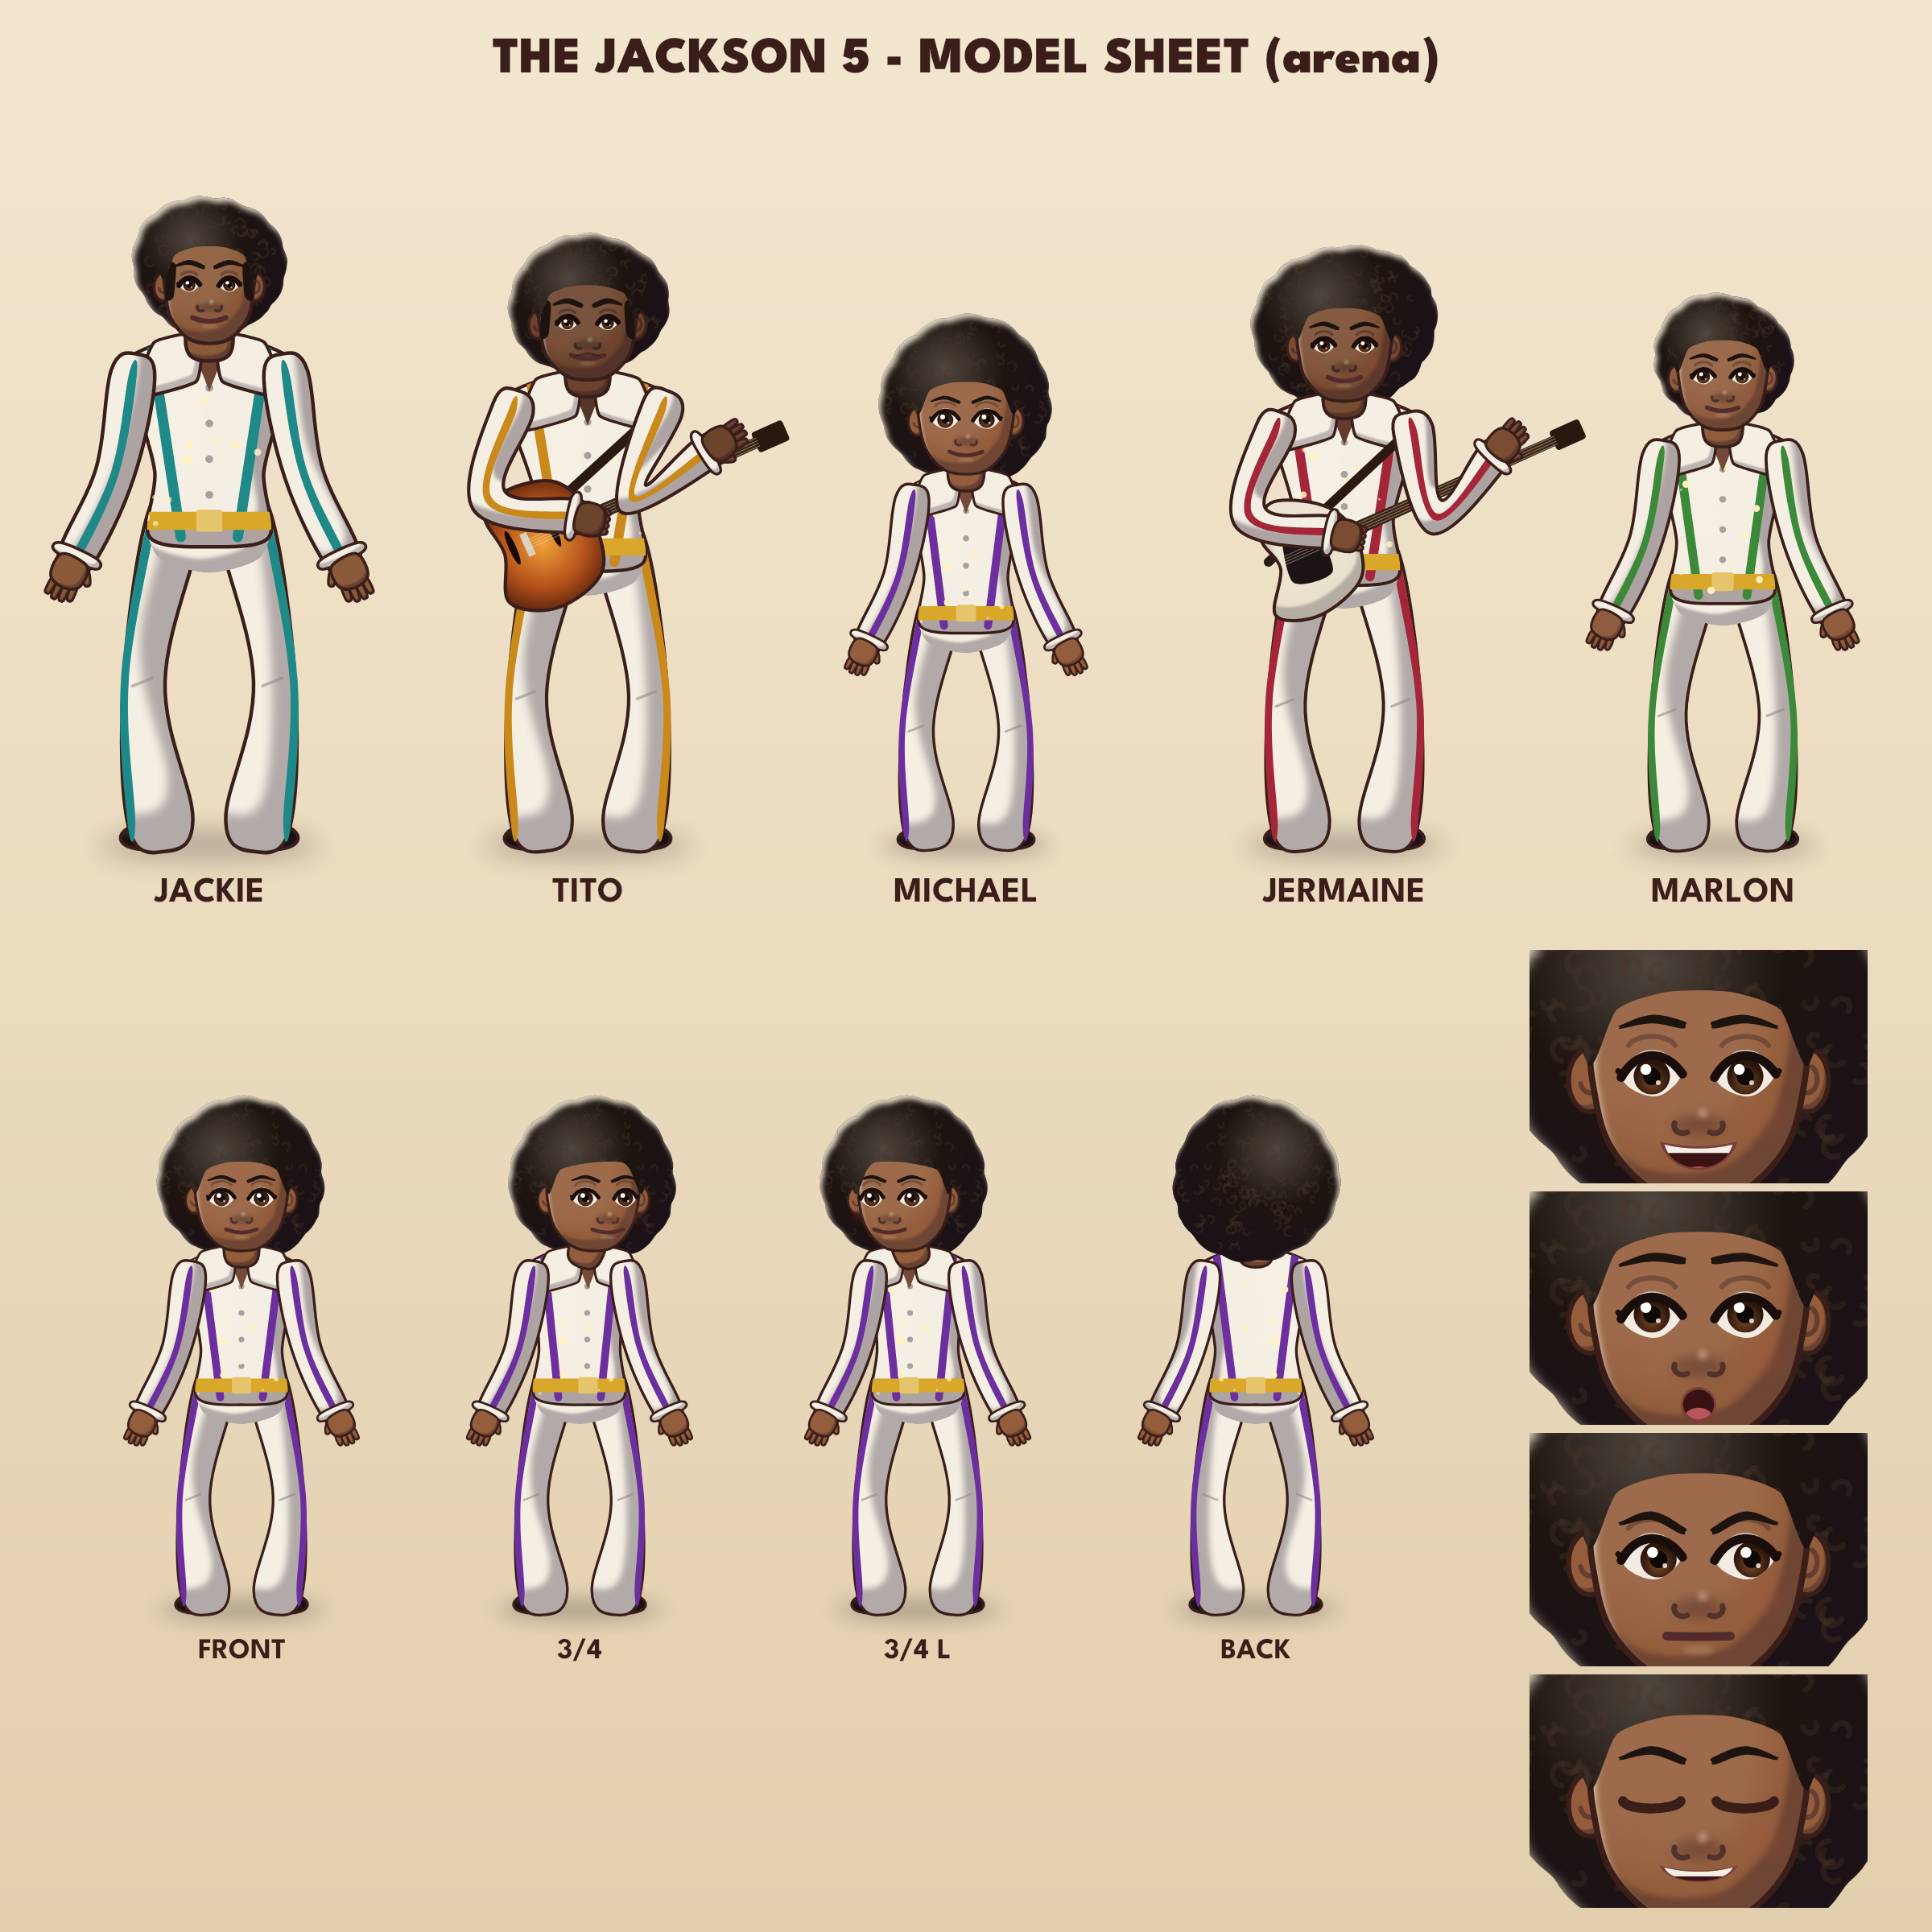 THE JACKSON 5 - MODEL SHEET (arena)
JACKIE
TITO
MICHAEL
JERMAINE
MARLON
FRONT
3/4
3/4 L
BACK